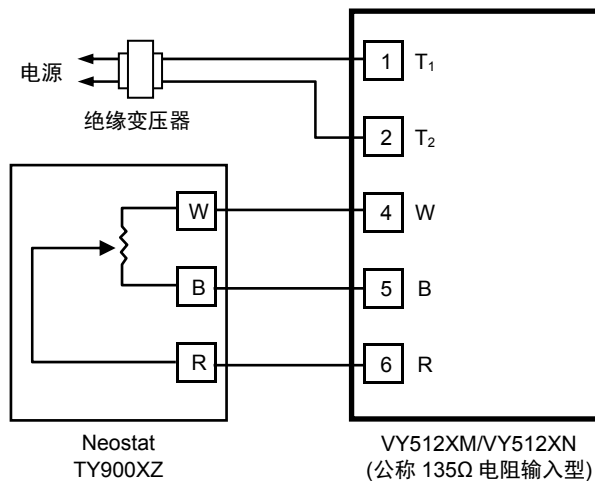 1 T₁
电源
绝缘变压器
2 T₂
W 4 W
B 5 B
R 6 R
Neostat
TY900XZ
VY512XM/VY512XN
(公称 135Ω 电阻输入型)